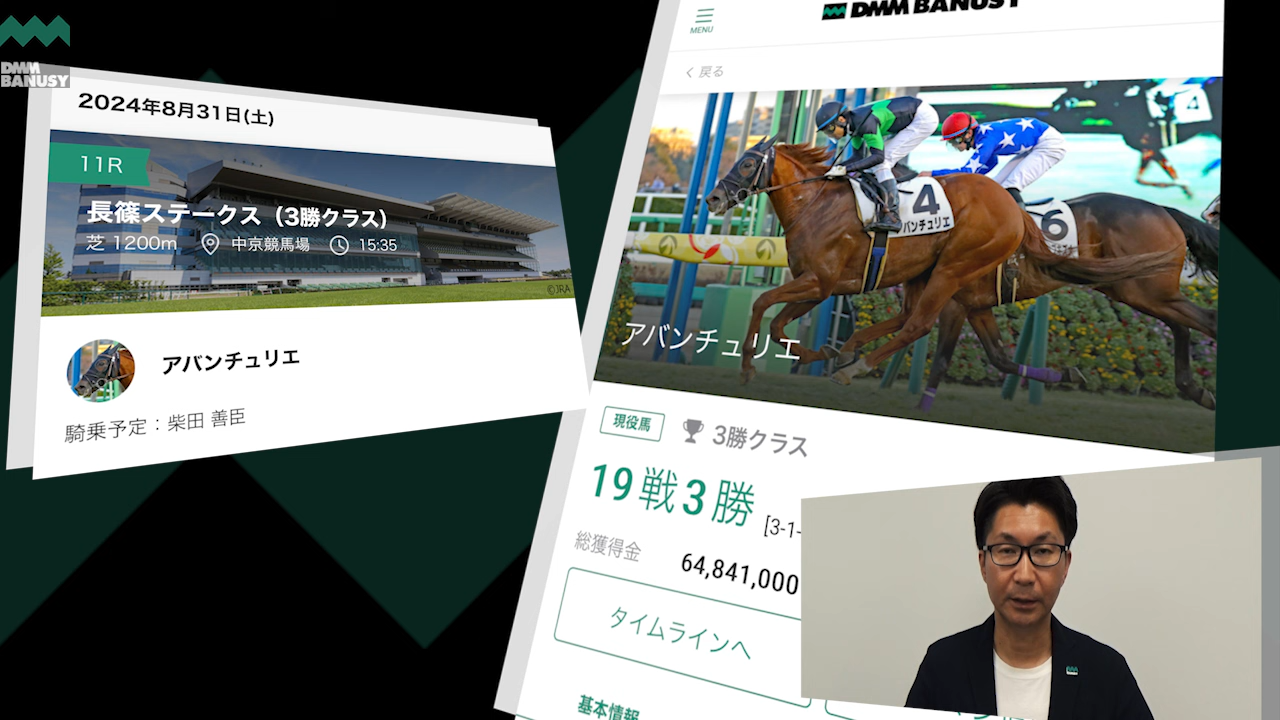 DMM
BANUSY
2024年8月31日(土)
11R
長篠ステークス（3勝クラス）
芝 1200m 中京競馬場 15:35
©JRA
アバンチュリエ
騎乗予定：柴田 善臣
MENU
DMM BANUSY
戻る
4
4
バンチュリエ
6
アバンチュリエ
現役馬 3勝クラス
19戦3勝 [3-1-
総獲得金 64,841,000
タイムラインへ
基本情報